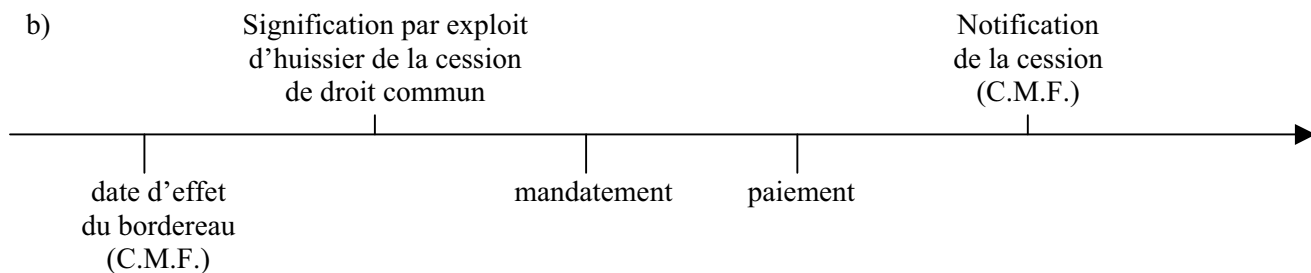 b)
Signification par exploit
d’huissier de la cession
de droit commun
Notification
de la cession
(C.M.F.)
date d’effet
du bordereau
(C.M.F.)
mandatement
paiement